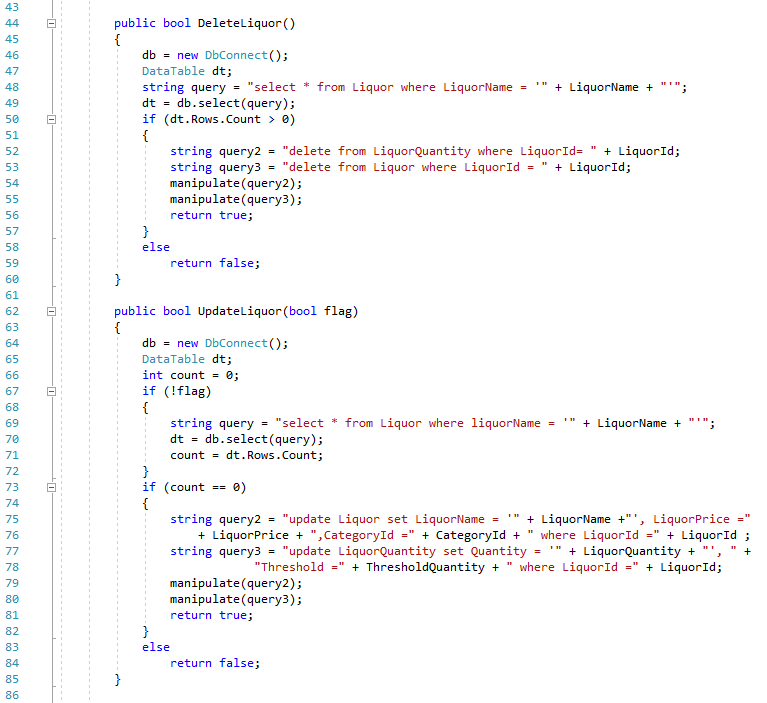 43
44 public bool DeleteLiquor()
45 {
46 db = new DbConnect();
47 DataTable dt;
48 string query = "select * from Liquor where LiquorName = '" + LiquorName + "'";
49 dt = db.select(query);
50 if (dt.Rows.Count > 0)
51 {
52 string query2 = "delete from LiquorQuantity where LiquorId= " + LiquorId;
53 string query3 = "delete from Liquor where LiquorId = " + LiquorId;
54 manipulate(query2);
55 manipulate(query3);
56 return true;
57 }
58 else
59 return false;
60 }
61
62 public bool UpdateLiquor(bool flag)
63 {
64 db = new DbConnect();
65 DataTable dt;
66 int count = 0;
67 if (!flag)
68 {
69 string query = "select * from Liquor where liquorName = '" + LiquorName + "'";
70 dt = db.select(query);
71 count = dt.Rows.Count;
72 }
73 if (count == 0)
74 {
75 string query2 = "update Liquor set LiquorName = '" + LiquorName +"', LiquorPrice ="
76 + LiquorPrice + ",CategoryId =" + CategoryId + " where LiquorId =" + LiquorId ;
77 string query3 = "update LiquorQuantity set Quantity = '" + LiquorQuantity + "', " +
78 "Threshold =" + ThresholdQuantity + " where LiquorId =" + LiquorId;
79 manipulate(query2);
80 manipulate(query3);
81 return true;
82 }
83 else
84 return false;
85 }
86